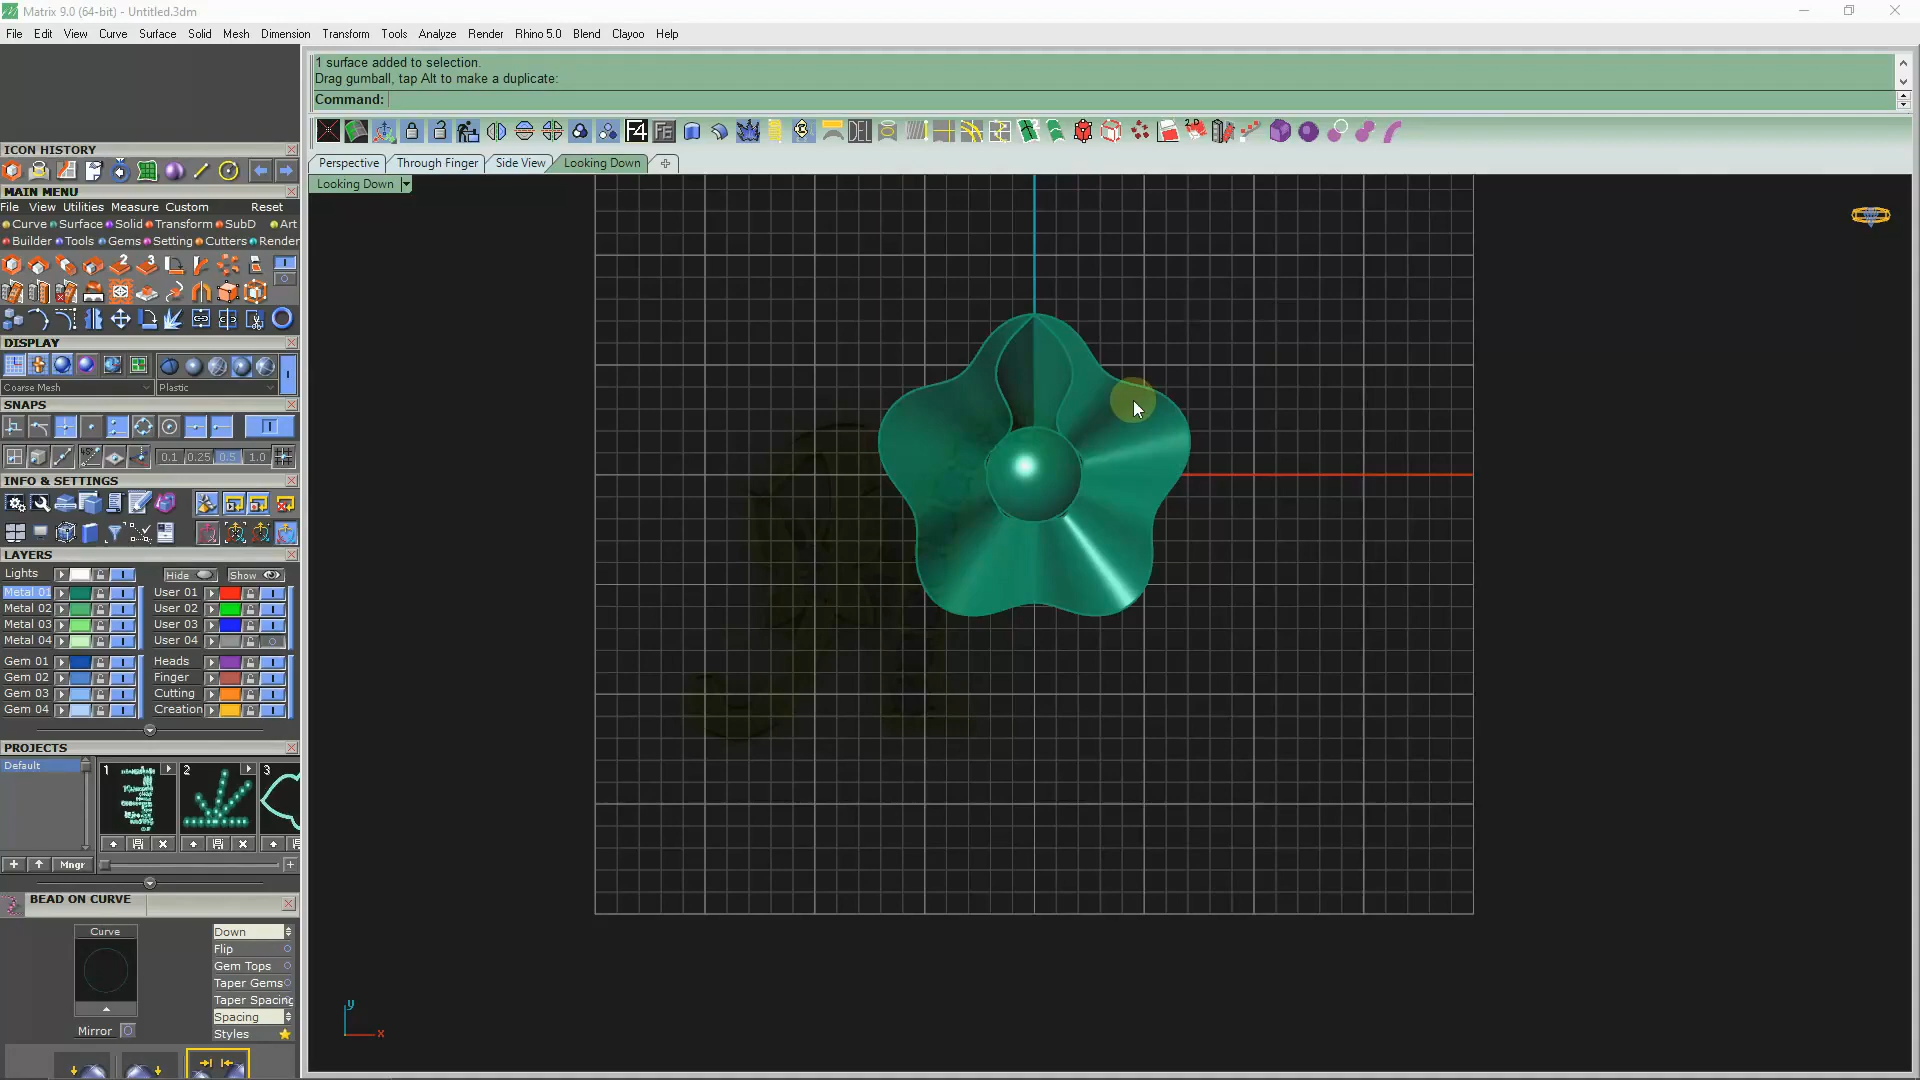 Matrix 9.0 (64-bit) - Untitled.3dm
File Edit View Curve Surface Solid Mesh Dimension Transform Tools Analyze Render Rhino 5.0 Blend Clayoo Help
1 surface added to selection.
Drag gumball, tap Alt to make a duplicate:
Command:
F4
DEL
2-D
Perspective Through Finger Side View Looking Down
Looking Down
ICON HISTORY
MAIN MENU
File View Utilities Measure Custom Reset
Curve Surface Solid Transform SubD Art
Builder Tools Gems Setting Cutters Render
2 3
DISPLAY
Coarse Mesh Plastic
SNAPS
0.1 0.25 0.5 1.0
INFO & SETTINGS
LAYERS
Lights Hide Show
Metal 01 User 01
Metal 02 User 02
Metal 03 User 03
Metal 04 User 04
Gem 01 Heads
Gem 02 Finger
Gem 03 Cutting
Gem 04 Creation
PROJECTS
Default
1 2 3
Mngr
BEAD ON CURVE
Curve Down
Flip
Gem Tops
Taper Gems
Taper Spacing
Spacing
Mirror Styles
y
x